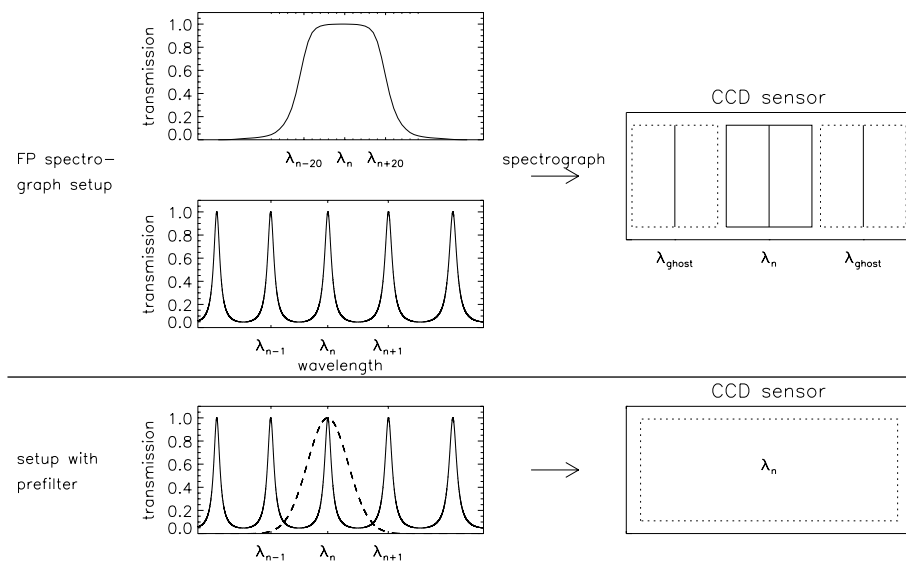 1.0
0.8
0.6
0.4
0.2
0.0
transmission
λn−20 λn λn+20
FP spectro−
graph setup
spectrograph
CCD sensor
λghost λn λghost
1.0
0.8
0.6
0.4
0.2
0.0
transmission
λn−1 λn λn+1
wavelength
setup with
prefilter
1.0
0.8
0.6
0.4
0.2
0.0
transmission
λn−1 λn λn+1
CCD sensor
λn